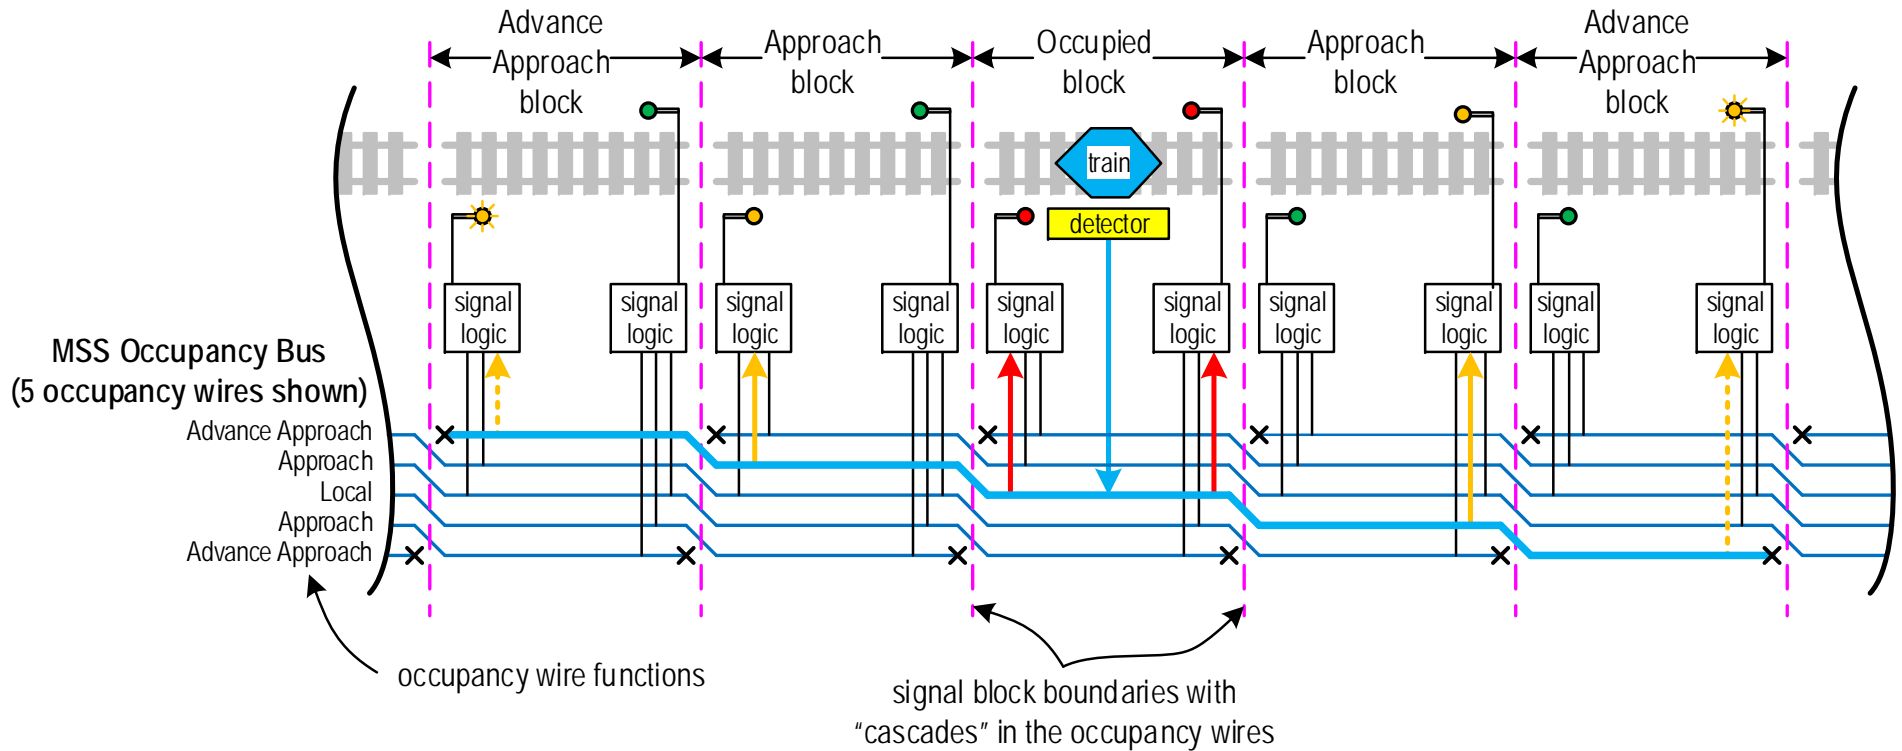 Advance
Approach
block
Approach
block
Occupied
block
Approach
block
Advance
Approach
block
train
detector
signal
logic
signal
logic
signal
logic
signal
logic
signal
logic
signal
logic
signal
logic
signal
logic
signal
logic
signal
logic
MSS Occupancy Bus
(5 occupancy wires shown)
Advance Approach
Approach
Local
Approach
Advance Approach
occupancy wire functions
signal block boundaries with
“cascades” in the occupancy wires